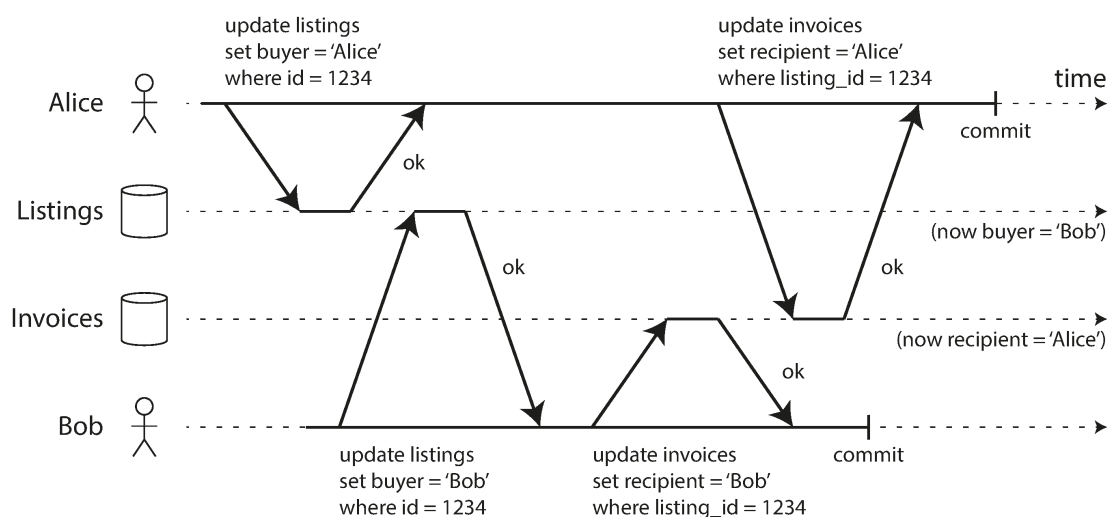 update listings
set buyer = ‘Alice’
where id = 1234
update invoices
set recipient = ‘Alice’
where listing_id = 1234
time
Alice
commit
ok
Listings
(now buyer = ‘Bob’)
ok
ok
Invoices
(now recipient = ‘Alice’)
ok
Bob
commit
update listings
set buyer = ‘Bob’
where id = 1234
update invoices
set recipient = ‘Bob’
where listing_id = 1234